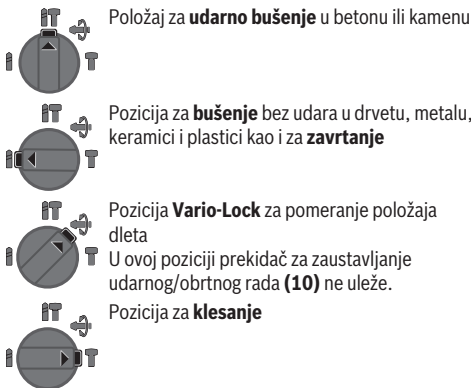 Položaj za udarno bušenje u betonu ili kamenu
Pozicija za bušenje bez udara u drvetu, metalu,
keramici i plastici kao i za zavrtanje
Pozicija Vario-Lock za pomeranje položaja
dleta
U ovoj poziciji prekidač za zaustavljanje
udarnog/obrtnog rada (10) ne uleže.
Pozicija za klesanje